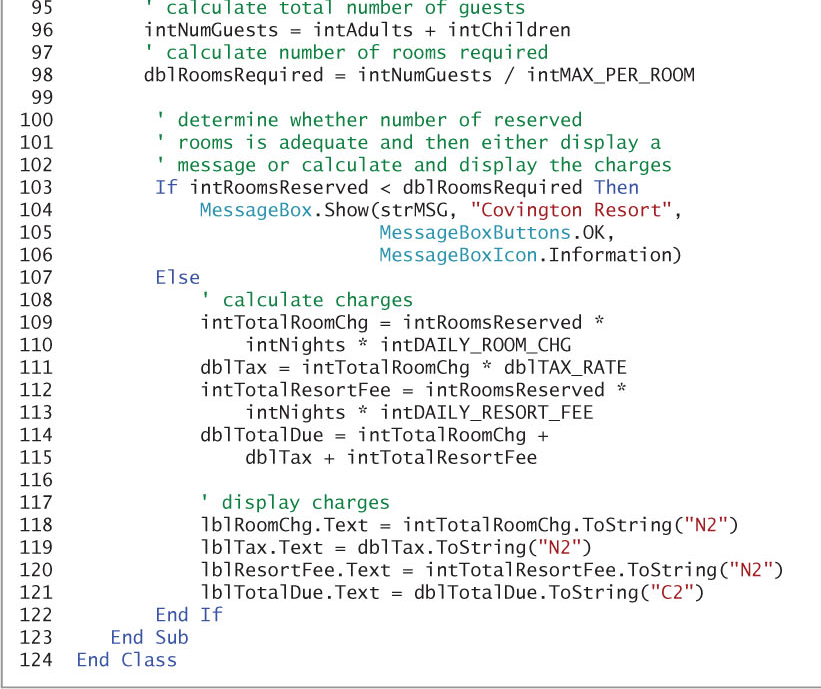 95 ' calculate total number of guests
96 intNumGuests = intAdults + intChildren
97 ' calculate number of rooms required
98 dblRoomsRequired = intNumGuests / intMAX_PER_ROOM
99
100 ' determine whether number of reserved
101 ' rooms is adequate and then either display a
102 ' message or calculate and display the charges
103 If intRoomsReserved < dblRoomsRequired Then
104 MessageBox.Show(strMSG, "Covington Resort",
105 MessageBoxButtons.OK,
106 MessageBoxIcon.Information)
107 Else
108 ' calculate charges
109 intTotalRoomChg = intRoomsReserved *
110 intNights * intDAILY_ROOM_CHG
111 dblTax = intTotalRoomChg * dblTAX_RATE
112 intTotalResortFee = intRoomsReserved *
113 intNights * intDAILY_RESORT_FEE
114 dblTotalDue = intTotalRoomChg +
115 dblTax + intTotalResortFee
116
117 ' display charges
118 lblRoomChg.Text = intTotalRoomChg.ToString("N2")
119 lblTax.Text = dblTax.ToString("N2")
120 lblResortFee.Text = intTotalResortFee.ToString("N2")
121 lblTotalDue.Text = dblTotalDue.ToString("C2")
122 End If
123 End Sub
124 End Class